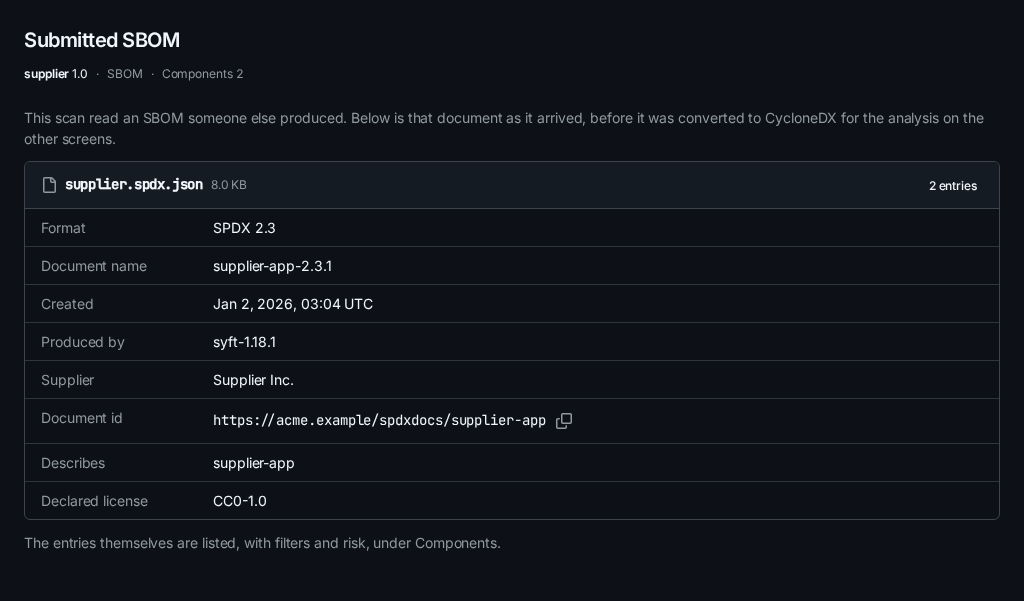 Submitted SBOM
supplier 1.0 · SBOM · Components 2
This scan read an SBOM someone else produced. Below is that document as it arrived, before it was converted to CycloneDX for the analysis on the
other screens.
supplier.spdx.json 8.0 KB 2 entries
Format SPDX 2.3
Document name supplier-app-2.3.1
Created Jan 2, 2026, 03:04 UTC
Produced by syft-1.18.1
Supplier Supplier Inc.
Document id https://acme.example/spdxdocs/supplier-app
Describes supplier-app
Declared license CC0-1.0
The entries themselves are listed, with filters and risk, under Components.